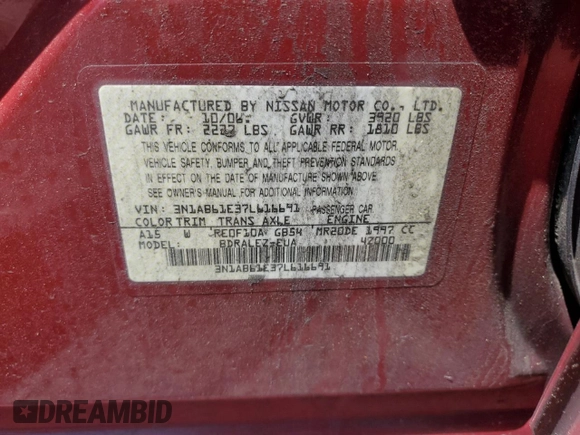 MANUFACTURED BY NISSAN MOTOR CO., LTD.
DATE: 10/06 GVWR 3920 LBS
GAWR FR: 2223 LBS GAWR RR: 1810 LBS
THIS VEHICLE CONFORMS TO ALL APPLICABLE FEDERAL MOTOR
VEHICLE SAFETY, BUMPER AND THEFT PREVENTION STANDARDS
IN EFFECT ON THE DATE OF MANUFACTURE SHOWN ABOVE.
SEE OWNER'S MANUAL FOR ADDITIONAL INFORMATION
VIN: 3N1AB61E37L616691 PASSENGER CAR
COLOR TRIM TRANS AXLE ENGINE
A15 W RE0F10A GB54 MR20DE 1997 CC
MODEL: BDRALEZ-EUA 42000
3N1AB61E37L616691
DREAMBID